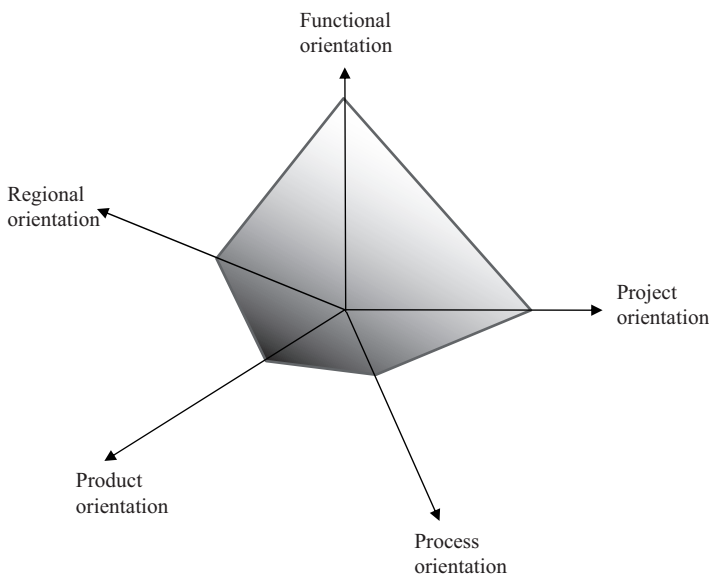 Functional
orientation
Regional
orientation
Project
orientation
Product
orientation
Process
orientation